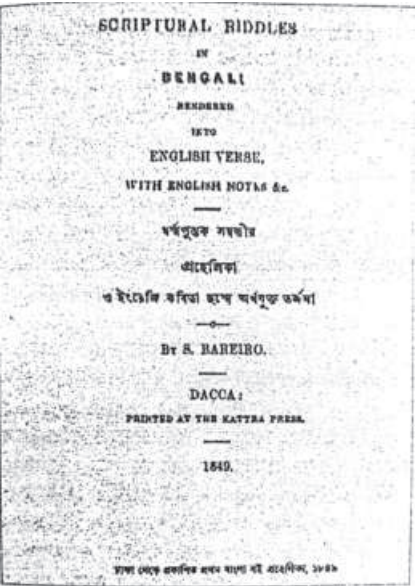 SCRIPTURAL RIDDLES
IN
BENGALI
RENDERED
INTO
ENGLISH VERSE,
WITH ENGLISH NOTES &c.
ধর্ম্মপুস্তক সম্বন্ধীয়
প্রহেলিকা
ও ইংরেজি কবিতা ছন্দে অর্থযুক্ত তর্জমা
BY S. BAREIRO.
DACCA:
PRINTED AT THE KATTRA PRESS.
1849.
ঢাকা থেকে প্রকাশিত প্রথম বাংলা বই প্রহেলিকা, ১৮৪৯